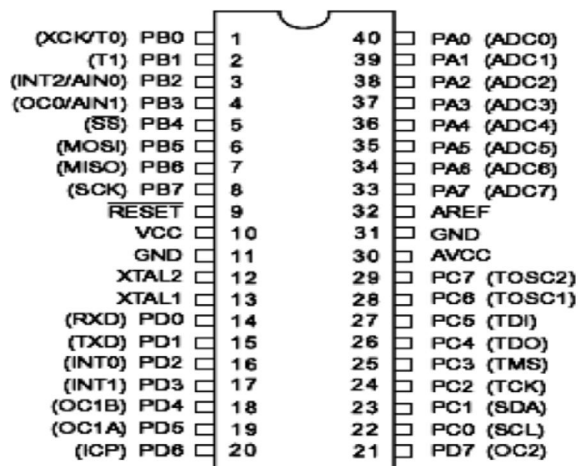 (XCK/T0) PB0 1 40 PA0 (ADC0)
(T1) PB1 2 39 PA1 (ADC1)
(INT2/AIN0) PB2 3 38 PA2 (ADC2)
(OC0/AIN1) PB3 4 37 PA3 (ADC3)
(S̅S̅) PB4 5 36 PA4 (ADC4)
(MOSI) PB5 6 35 PA5 (ADC5)
(MISO) PB6 7 34 PA6 (ADC6)
(SCK) PB7 8 33 PA7 (ADC7)
R̅E̅S̅E̅T̅ 9 32 AREF
VCC 10 31 GND
GND 11 30 AVCC
XTAL2 12 29 PC7 (TOSC2)
XTAL1 13 28 PC6 (TOSC1)
(RXD) PD0 14 27 PC5 (TDI)
(TXD) PD1 15 26 PC4 (TDO)
(INT0) PD2 16 25 PC3 (TMS)
(INT1) PD3 17 24 PC2 (TCK)
(OC1B) PD4 18 23 PC1 (SDA)
(OC1A) PD5 19 22 PC0 (SCL)
(ICP) PD6 20 21 PD7 (OC2)